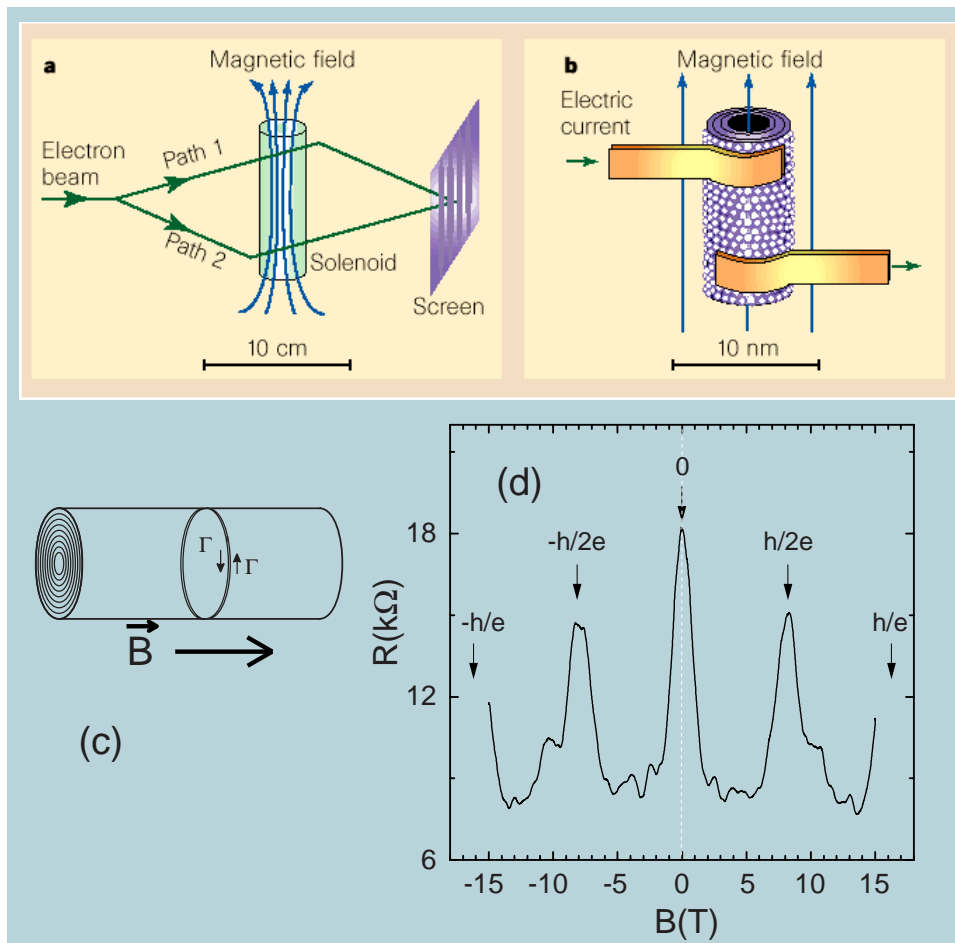 a
Magnetic field
Electron
beam
Path 1
Path 2
Solenoid
Screen
10 cm
b
Magnetic field
Electric
current
10 nm
Γ
Γ
B
(c)
(d)
0
-h/2e
h/2e
-h/e
h/e
R(kΩ)
18
12
6
-15 -10 -5 0 5 10 15
B(T)